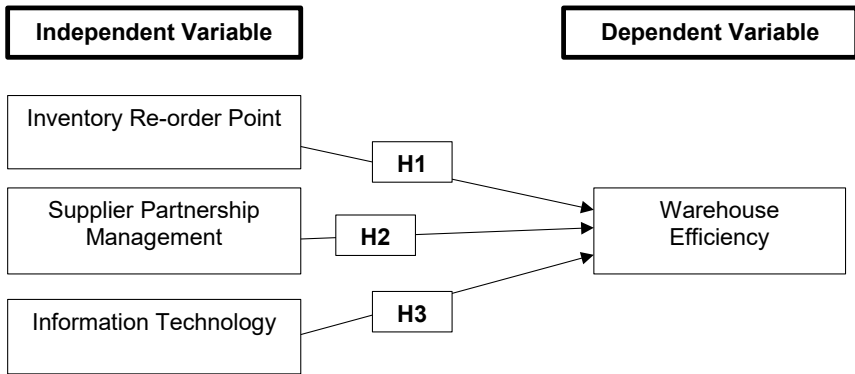 Independent Variable
Dependent Variable
Inventory Re-order Point
H1
Supplier Partnership
Management
H2
Warehouse
Efficiency
Information Technology
H3